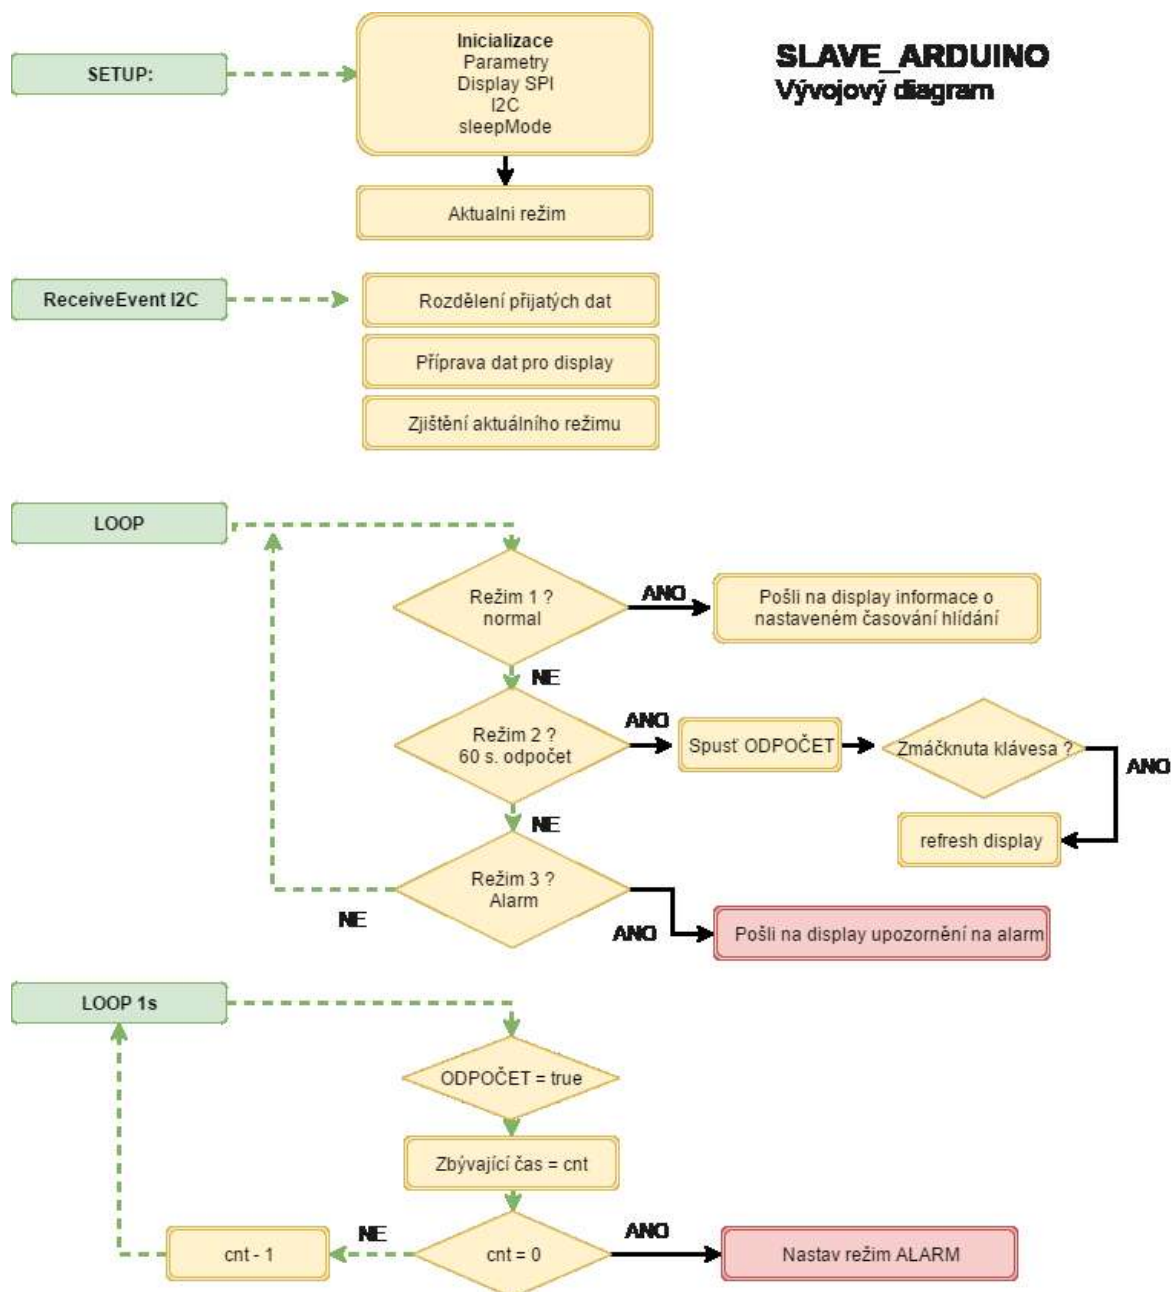 SLAVE_ARDUINO
Vývojový diagram
SETUP:
Inicializace
Parametry
Display SPI
I2C
sleepMode
Aktualni režim
ReceiveEvent I2C
Rozdělení přijatých dat
Příprava dat pro display
Zjištění aktuálního režimu
LOOP
Režim 1 ?
normal
ANO
Pošli na display informace o
nastaveném časování hlídání
NE
Režim 2 ?
60 s. odpočet
ANO
Spusť ODPOČET
Zmáčknuta klávesa ?
ANO
refresh display
NE
Režim 3 ?
Alarm
NE
ANO
Pošli na display upozornění na alarm
LOOP 1s
ODPOČET = true
Zbývající čas = cnt
cnt - 1
NE
cnt = 0
ANO
Nastav režim ALARM